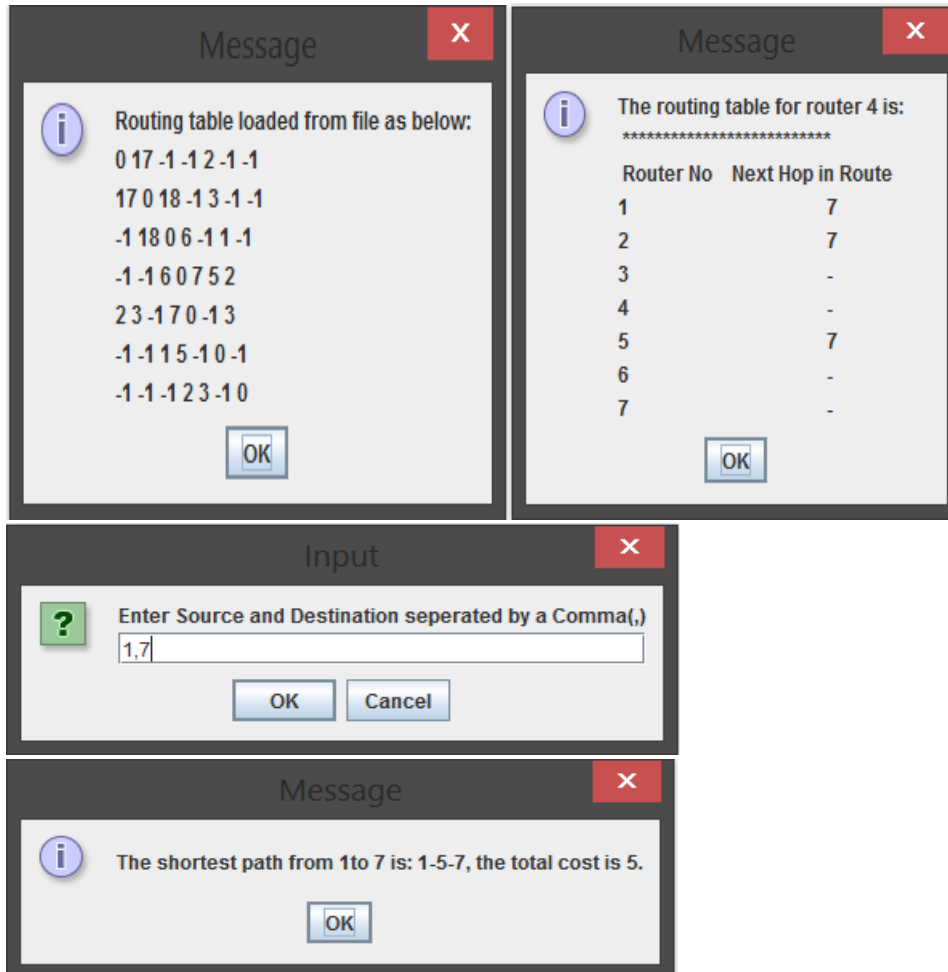 Message
X
Routing table loaded from file as below:
0 17 -1 -1 2 -1 -1
17 0 18 -1 3 -1 -1
-1 18 0 6 -1 1 -1
-1 -1 6 0 7 5 2
2 3 -1 7 0 -1 3
-1 -1 1 5 -1 0 -1
-1 -1 -1 2 3 -1 0
OK
Message
X
The routing table for router 4 is:
**************************
Router No Next Hop in Route
1 7
2 7
3 -
4 -
5 7
6 -
7 -
OK
Input
X
Enter Source and Destination seperated by a Comma(,)
1,7
OK Cancel
Message
X
The shortest path from 1to 7 is: 1-5-7, the total cost is 5.
OK